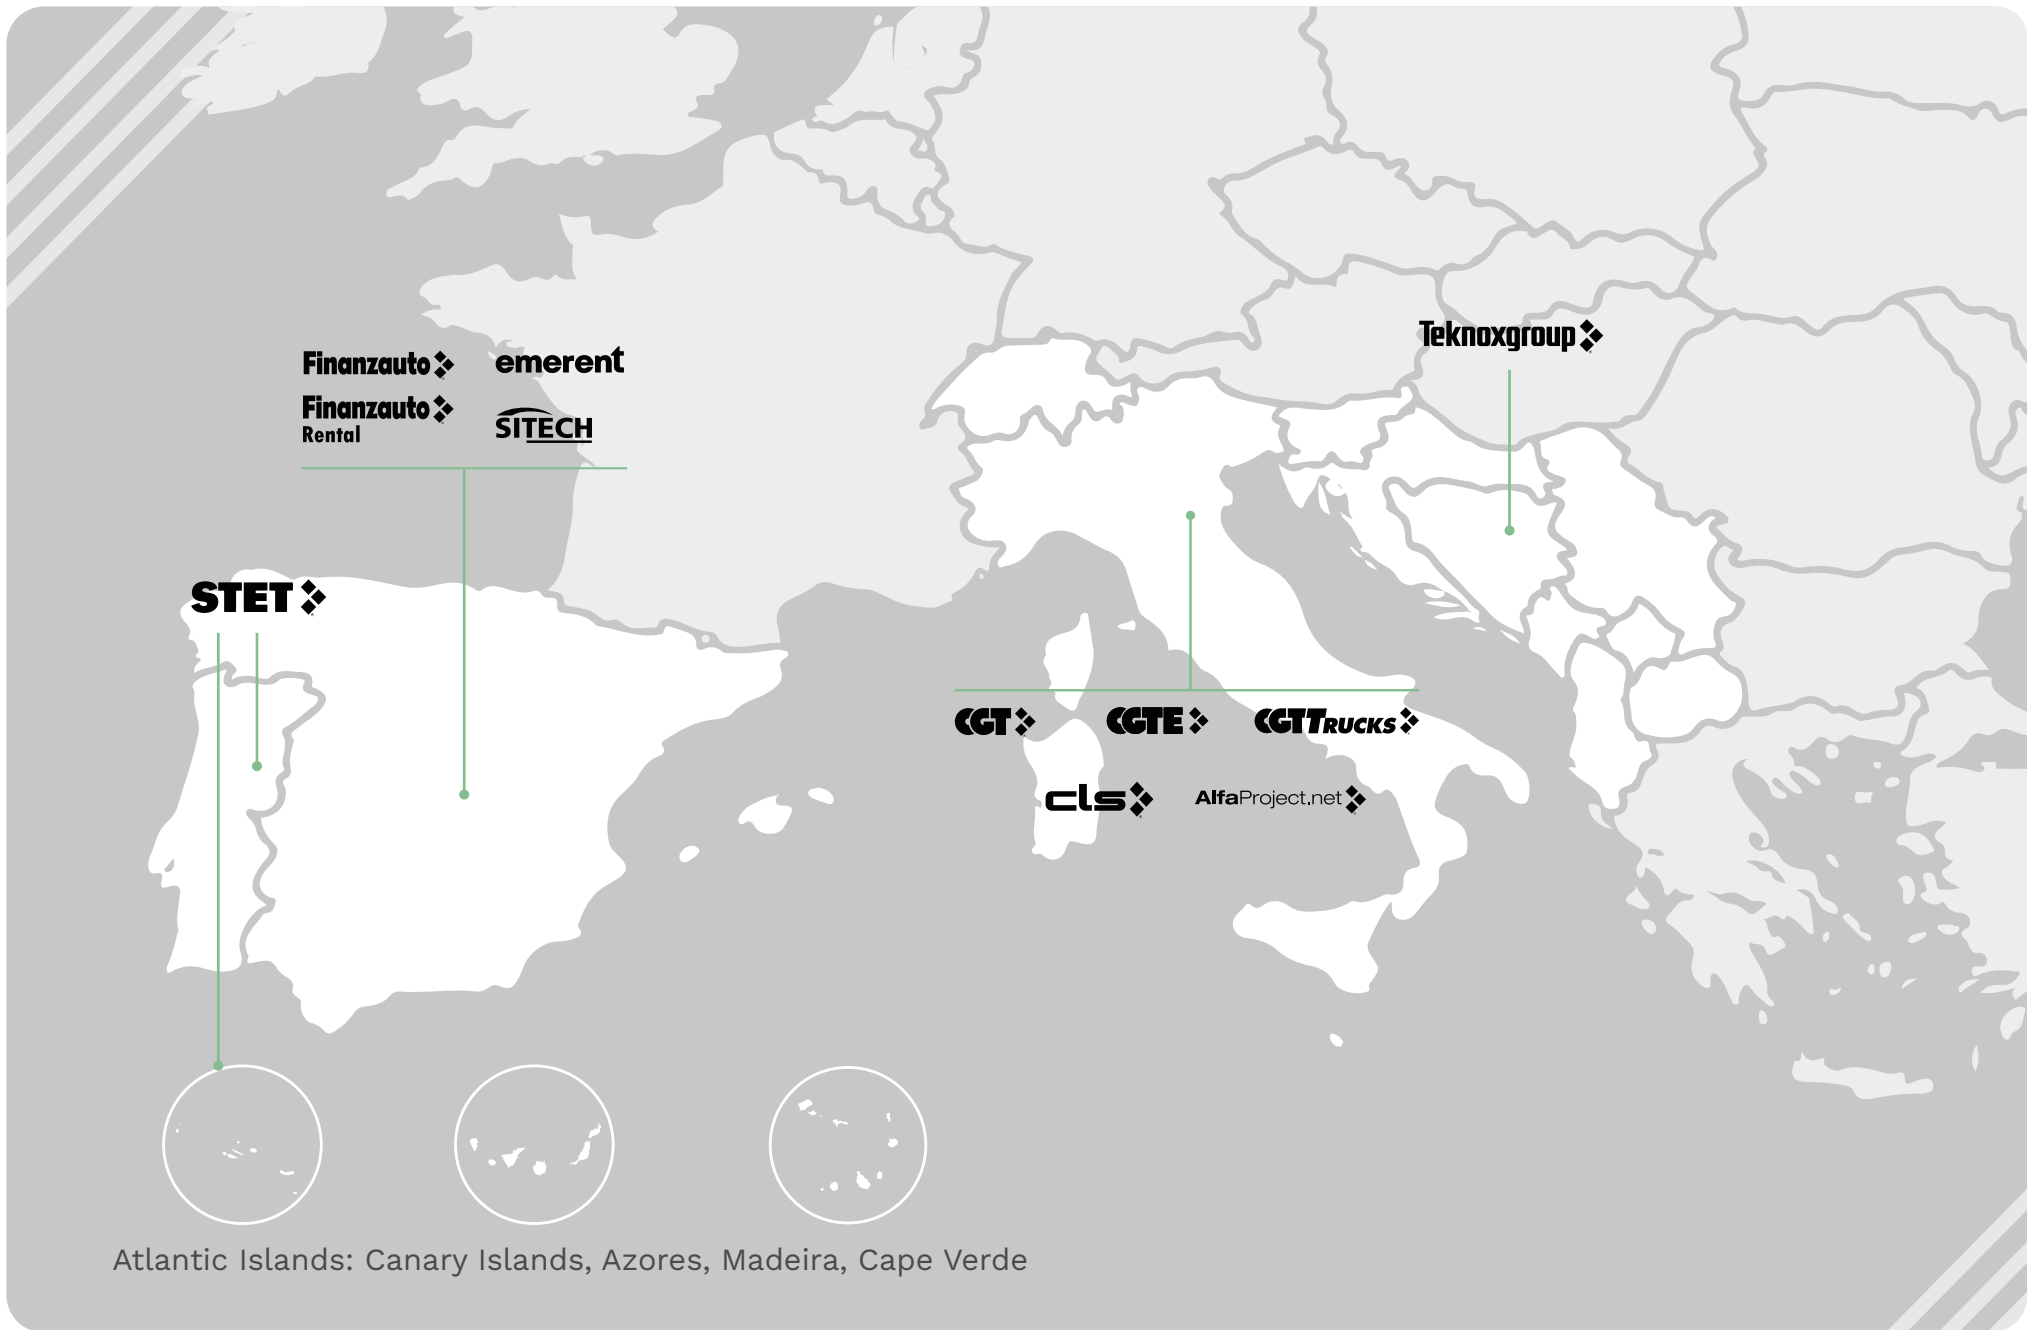 Teknoxgroup
Finanzauto
emerent
Finanzauto
Rental
SITECH
STET
CGT
CGTE
CGTTRUCKS
cls
AlfaProject.net
Atlantic Islands: Canary Islands, Azores, Madeira, Cape Verde